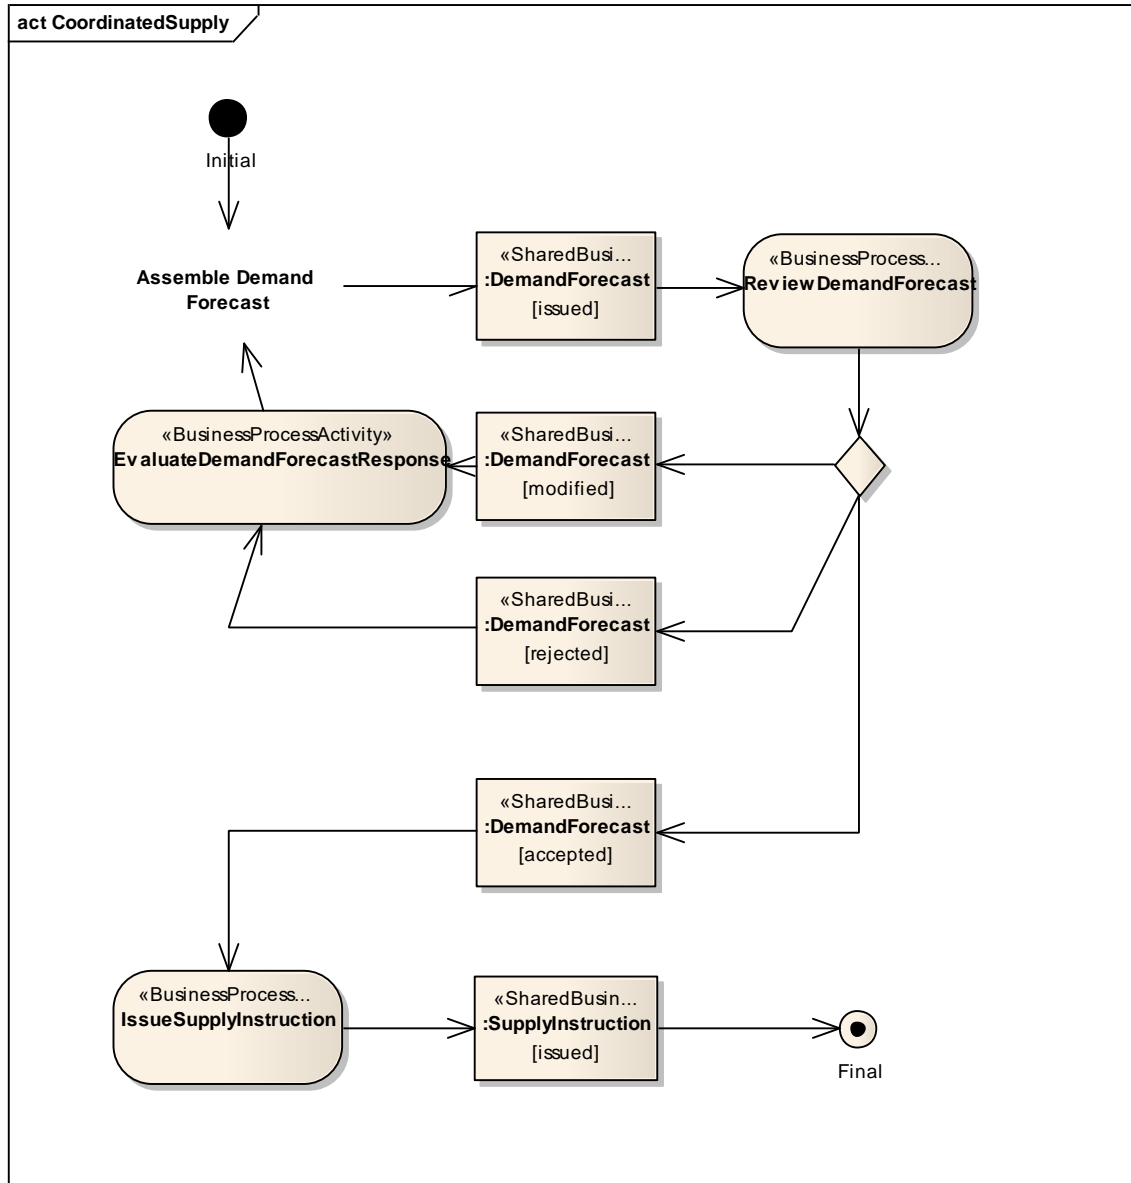 act CoordinatedSupply
Initial
Assemble Demand
Forecast
«SharedBusi...
:DemandForecast
[issued]
«BusinessProcess...
ReviewDemandForecast
«BusinessProcessActivity»
EvaluateDemandForecastResponse
«SharedBusi...
:DemandForecast
[modified]
«SharedBusi...
:DemandForecast
[rejected]
«SharedBusi...
:DemandForecast
[accepted]
«BusinessProcess...
IssueSupplyInstruction
«SharedBusin...
:SupplyInstruction
[issued]
Final